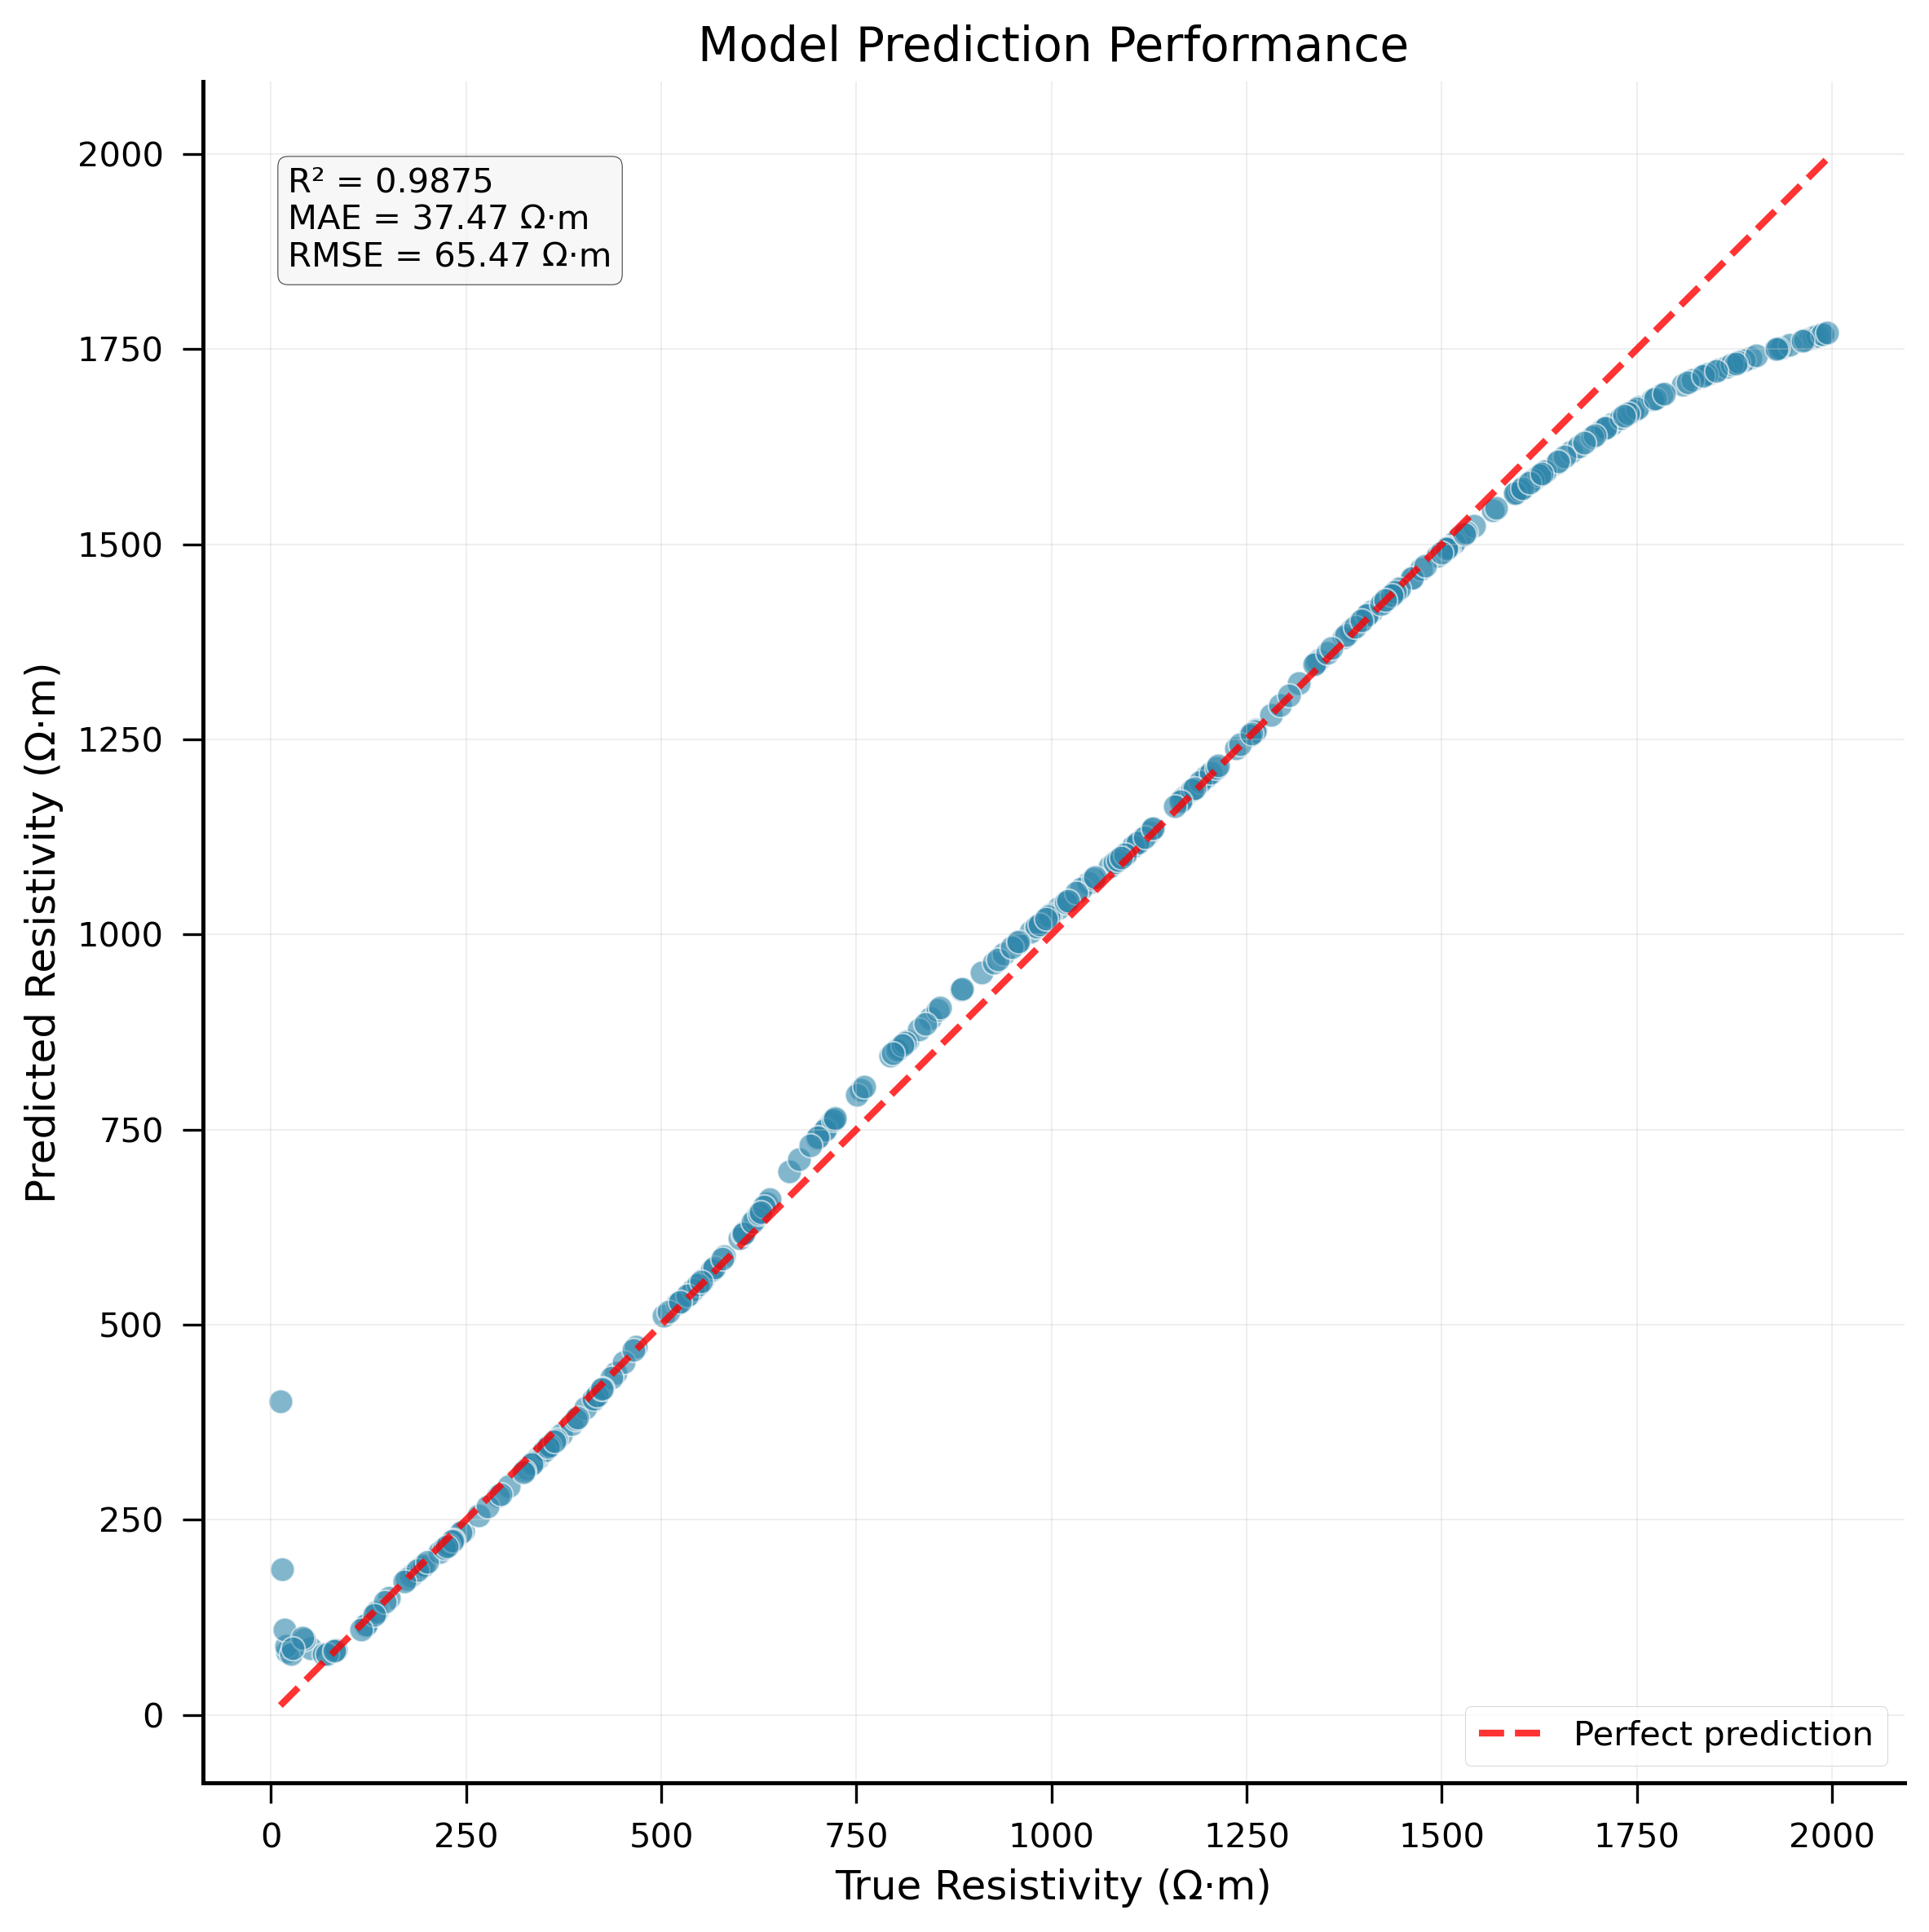 Model Prediction Performance
R² = 0.9875
MAE = 37.47 Ω·m
RMSE = 65.47 Ω·m
Predicted Resistivity (Ω·m)
2000
1750
1500
1250
1000
750
500
250
0
Perfect prediction
0 250 500 750 1000 1250 1500 1750 2000
True Resistivity (Ω·m)